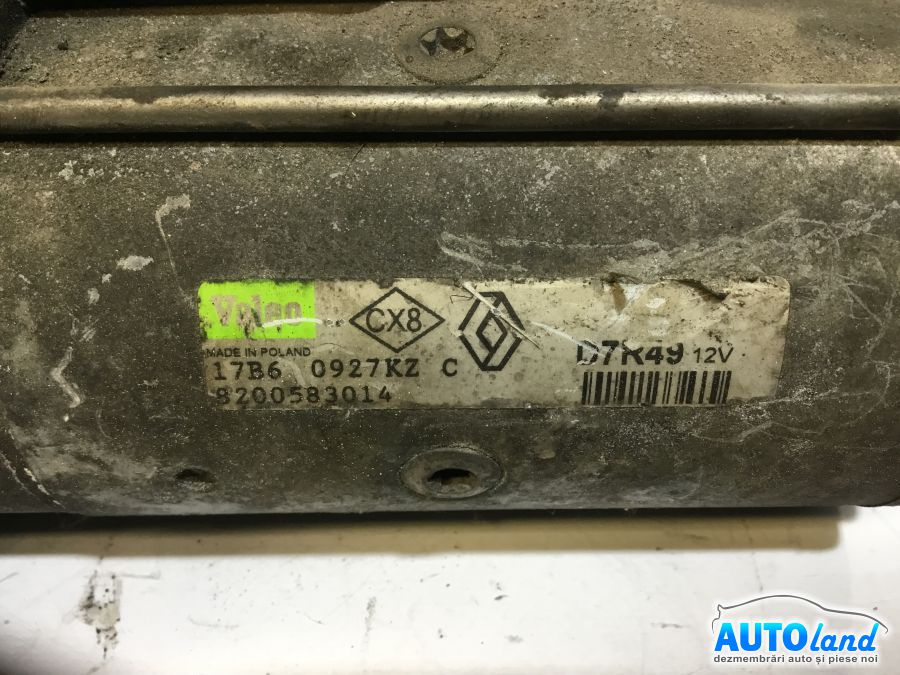 Valeo
CX8
MADE IN POLAND
D7R49 12V
17B6 0927KZ C
8200583014
AUTOland
dezmembrări auto și piese noi